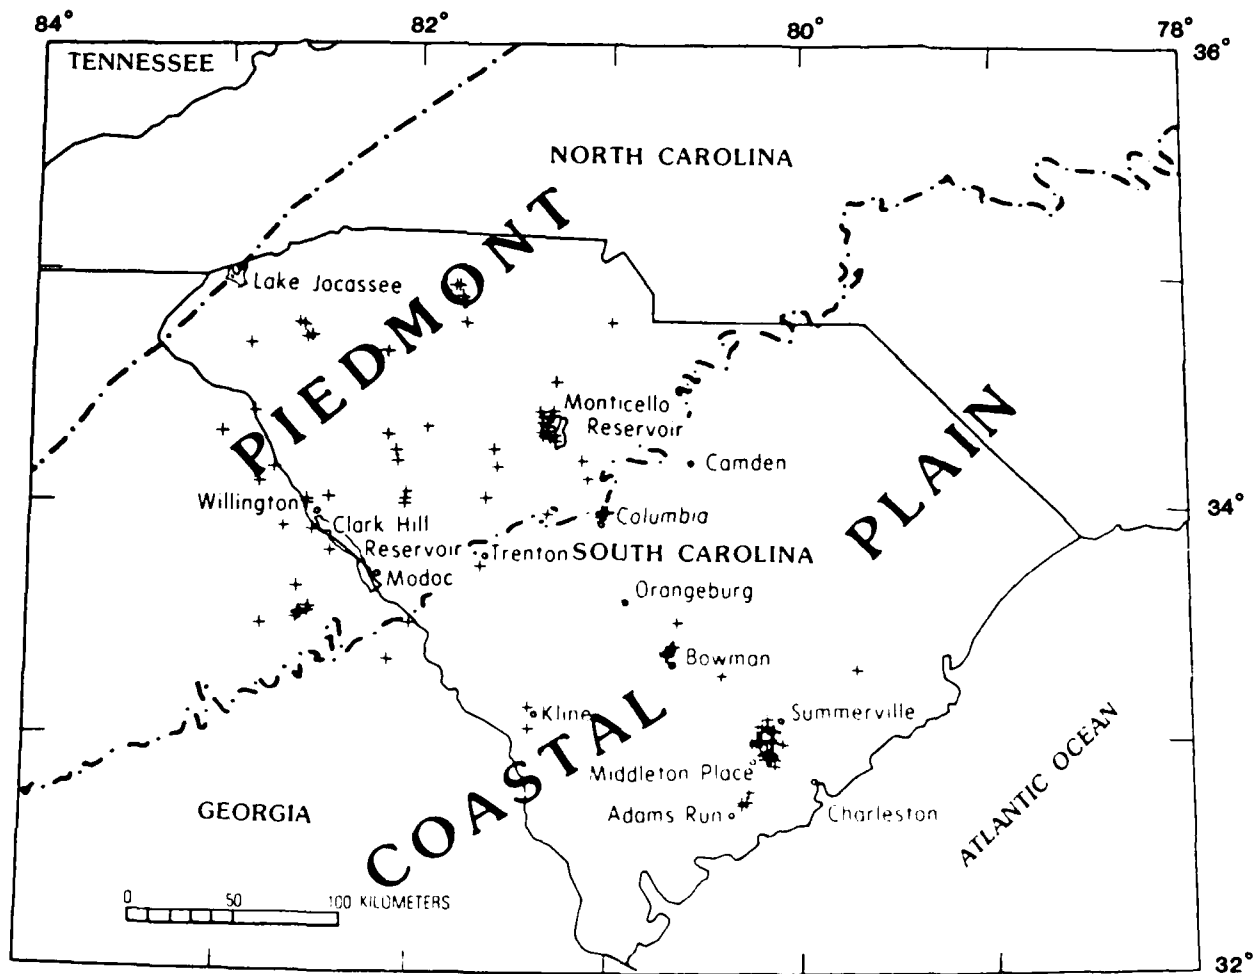 84° 82° 80° 78°
36°
TENNESSEE
NORTH CAROLINA
PIEDMONT
Lake Jocassee
Monticello
Reservoir
Camden
PLAIN
Willington
34°
Clark Hill
Reservoir
Columbia
Trenton
SOUTH CAROLINA
Modoc
Orangeburg
Bowman
Kline
Summerville
COASTAL
Middleton Place
ATLANTIC OCEAN
GEORGIA
Adams Run
Charleston
0 50 100 KILOMETERS
32°